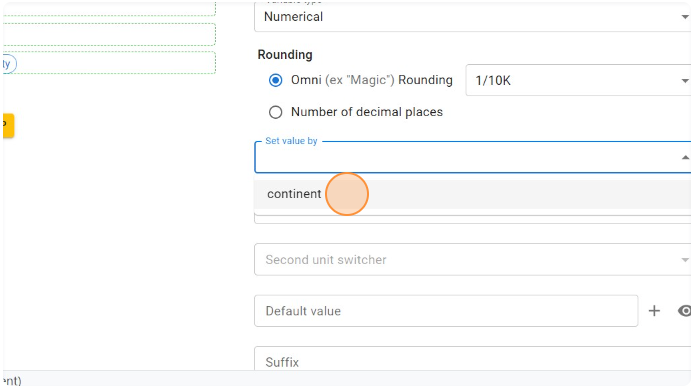 Variable type
Numerical
Rounding
Omni (ex "Magic") Rounding
1/10K
Number of decimal places
Set value by
continent
Second unit switcher
Default value
Suffix
ent)